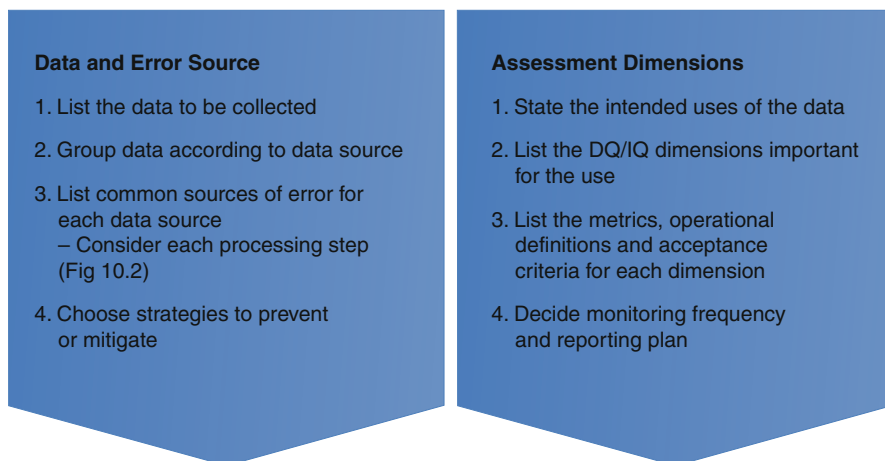 Data and Error Source
1. List the data to be collected
2. Group data according to data source
3. List common sources of error for
each data source
– Consider each processing step
(Fig 10.2)
4. Choose strategies to prevent
or mitigate
Assessment Dimensions
1. State the intended uses of the data
2. List the DQ/IQ dimensions important
for the use
3. List the metrics, operational
definitions and acceptance
criteria for each dimension
4. Decide monitoring frequency
and reporting plan